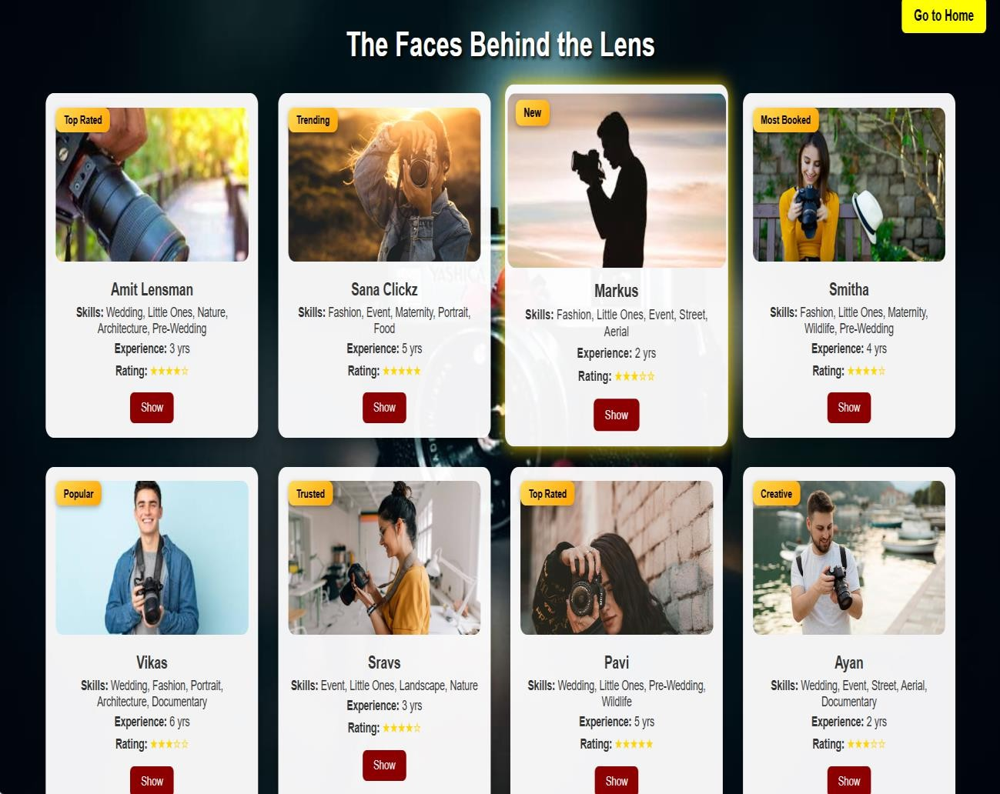 Go to Home
The Faces Behind the Lens
Top Rated
Amit Lensman
Skills: Wedding, Little Ones, Nature,
Architecture, Pre-Wedding
Experience: 3 yrs
Rating: ★★★★☆
Show
Trending
Sana Clickz
Skills: Fashion, Event, Maternity, Portrait,
Food
Experience: 5 yrs
Rating: ★★★★★
Show
New
Markus
Skills: Fashion, Little Ones, Event, Street,
Aerial
Experience: 2 yrs
Rating: ★★★☆☆
Show
Most Booked
Smitha
Skills: Fashion, Little Ones, Maternity,
Wildlife, Pre-Wedding
Experience: 4 yrs
Rating: ★★★★☆
Show
Popular
Vikas
Skills: Wedding, Fashion, Portrait,
Architecture, Documentary
Experience: 6 yrs
Rating: ★★★☆☆
Show
Trusted
Sravs
Skills: Event, Little Ones, Landscape, Nature
Experience: 3 yrs
Rating: ★★★★☆
Show
Top Rated
Pavi
Skills: Wedding, Little Ones, Pre-Wedding,
Wildlife
Experience: 5 yrs
Rating: ★★★★★
Show
Creative
Ayan
Skills: Wedding, Event, Street, Aerial,
Documentary
Experience: 2 yrs
Rating: ★★★☆☆
Show
YASHICA